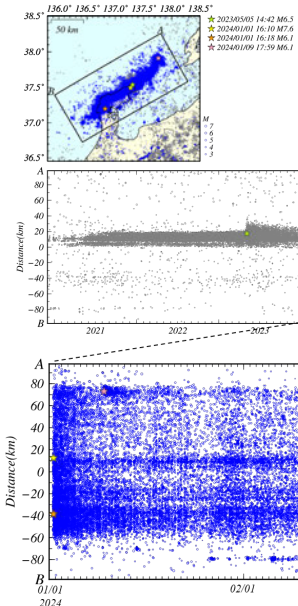 136.0° 136.5° 137.0° 137.5° 138.0° 138.5°
38.5°
38.0°
37.5°
37.0°
36.5°
50 km
A
B
2023/05/05 14:42 M6.5
2024/01/01 16:10 M7.6
2024/01/01 16:18 M6.1
2024/01/09 17:59 M6.1
M
7
6
5
4
3
A
80
60
40
20
0
−20
−40
−60
−80
B
Distance(km)
2021 2022 2023
A
80
60
40
20
0
−20
−40
−60
−80
B
Distance(km)
01/01 02/01
2024